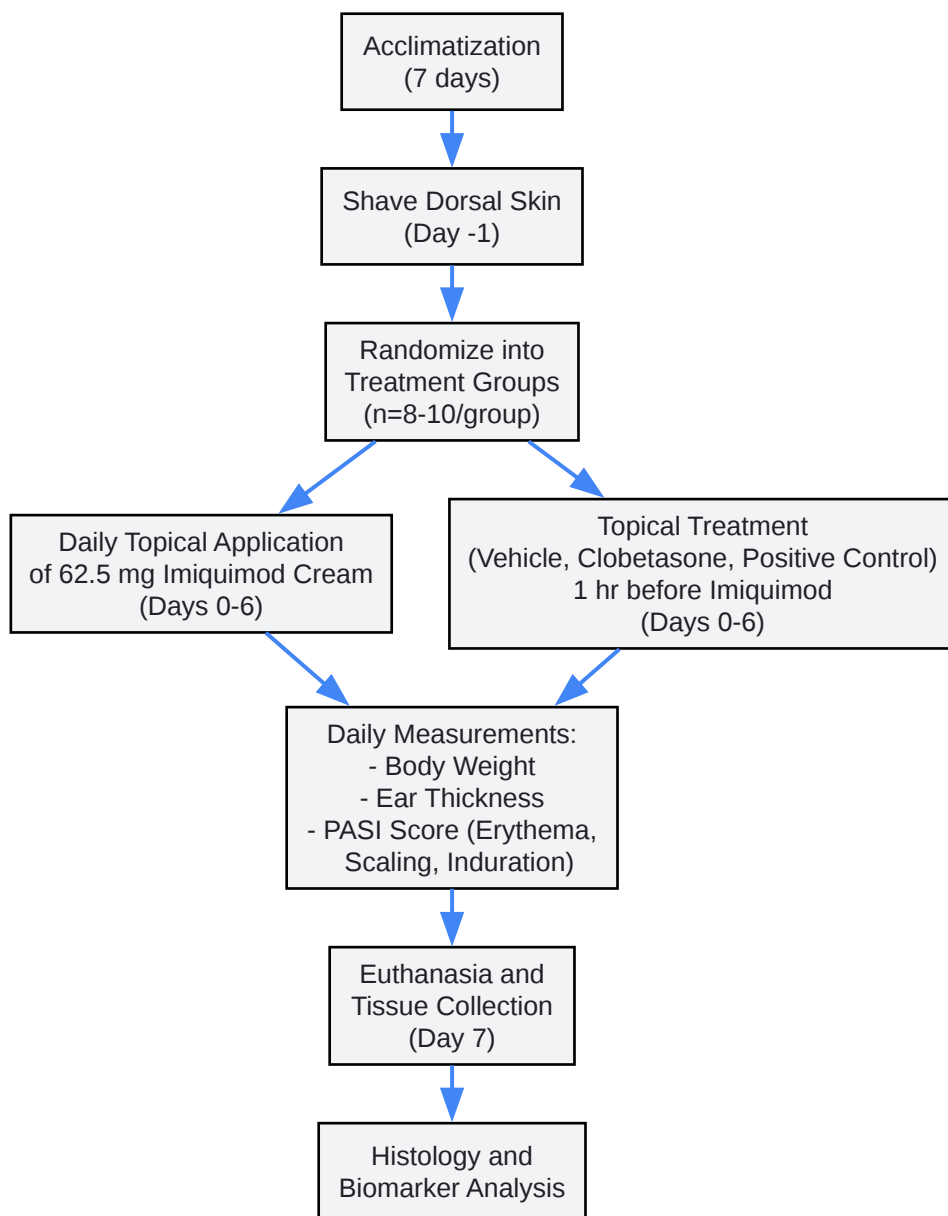 Acclimatization
(7 days)
Shave Dorsal Skin
(Day -1)
Randomize into
Treatment Groups
(n=8-10/group)
Daily Topical Application
of 62.5 mg Imiquimod Cream
(Days 0-6)
Topical Treatment
(Vehicle, Clobetasone, Positive Control)
1 hr before Imiquimod
(Days 0-6)
Daily Measurements:
- Body Weight
- Ear Thickness
- PASI Score (Erythema,
Scaling, Induration)
Euthanasia and
Tissue Collection
(Day 7)
Histology and
Biomarker Analysis